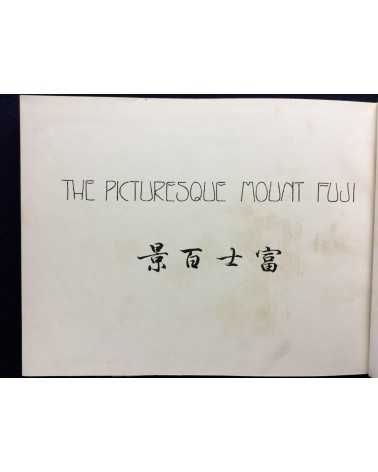 THE PICTURESQUE MOUNT FUJI
富士百景